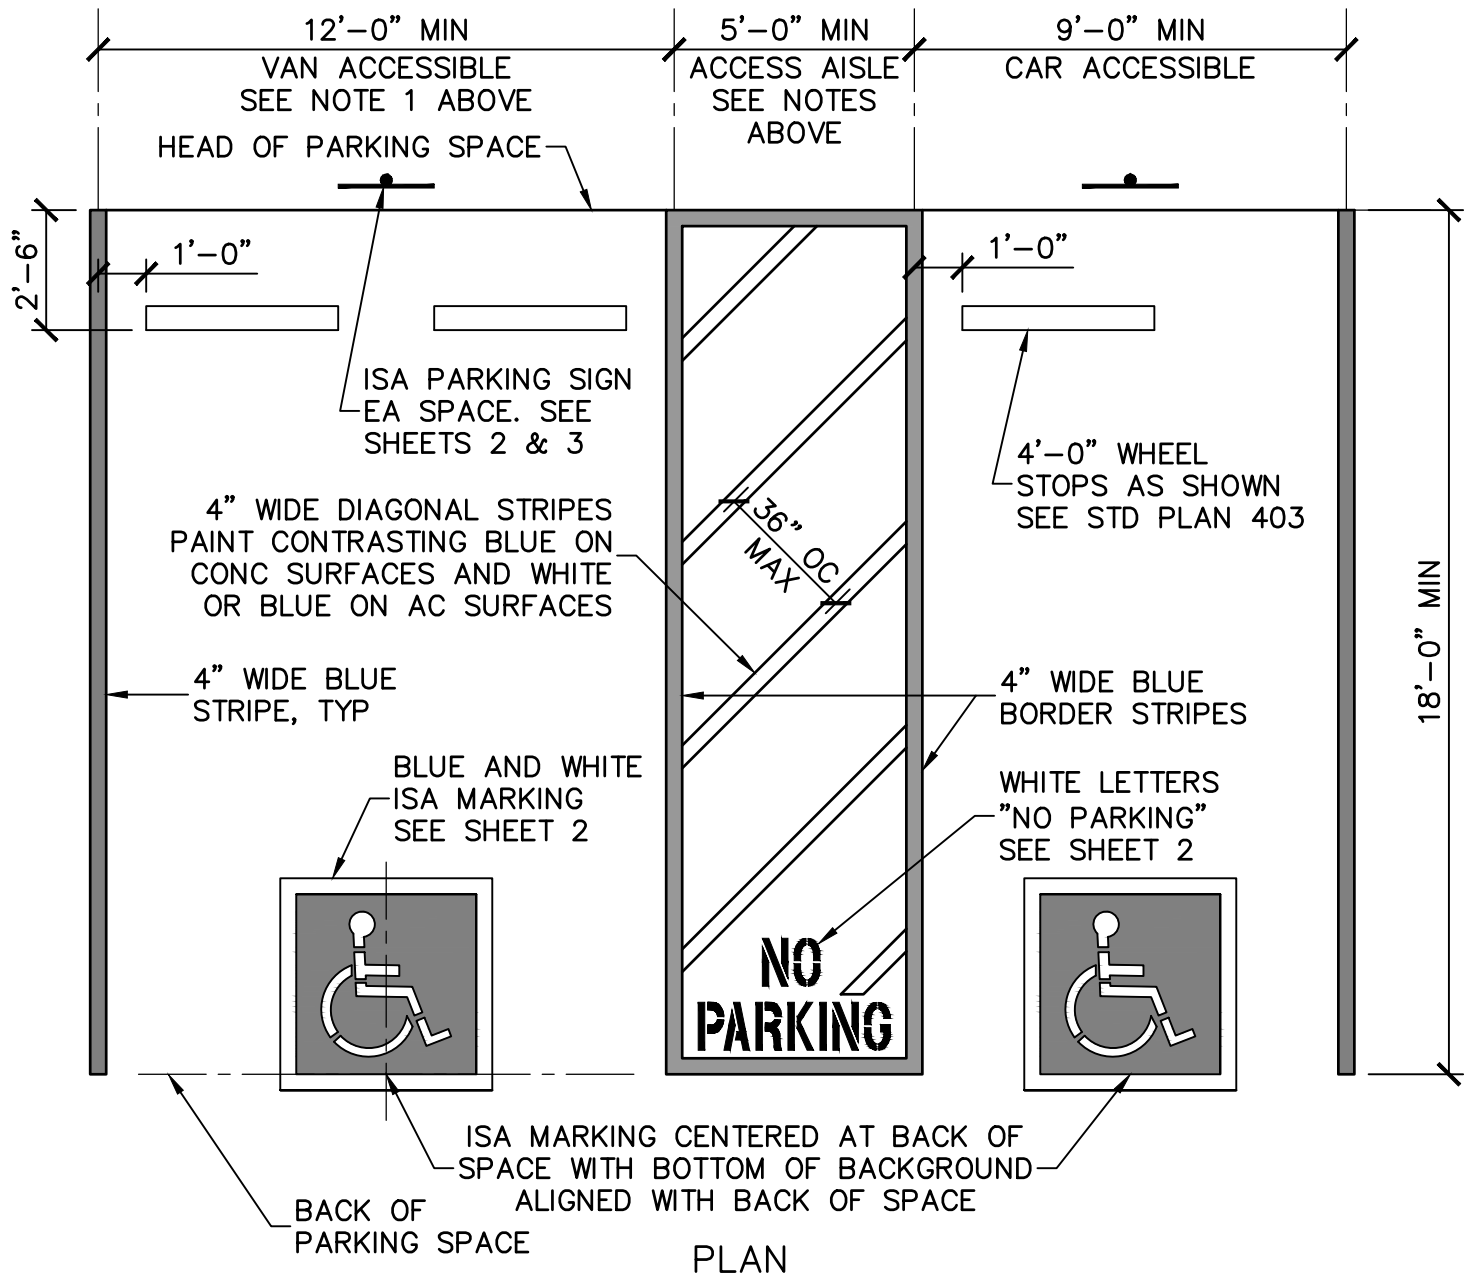 12'-0" MIN
VAN ACCESSIBLE
SEE NOTE 1 ABOVE
5'-0" MIN
ACCESS AISLE
SEE NOTES
ABOVE
9'-0" MIN
CAR ACCESSIBLE
HEAD OF PARKING SPACE
2'-6"
1'-0"
1'-0"
ISA PARKING SIGN
EA SPACE. SEE
SHEETS 2 & 3
4'-0" WHEEL
STOPS AS SHOWN
SEE STD PLAN 403
4" WIDE DIAGONAL STRIPES
PAINT CONTRASTING BLUE ON
CONC SURFACES AND WHITE
OR BLUE ON AC SURFACES
36" OC
MAX
18'-0" MIN
4" WIDE BLUE
STRIPE, TYP
4" WIDE BLUE
BORDER STRIPES
BLUE AND WHITE
ISA MARKING
SEE SHEET 2
WHITE LETTERS
"NO PARKING"
SEE SHEET 2
NO
PARKING
ISA MARKING CENTERED AT BACK OF
SPACE WITH BOTTOM OF BACKGROUND
ALIGNED WITH BACK OF SPACE
BACK OF
PARKING SPACE
PLAN